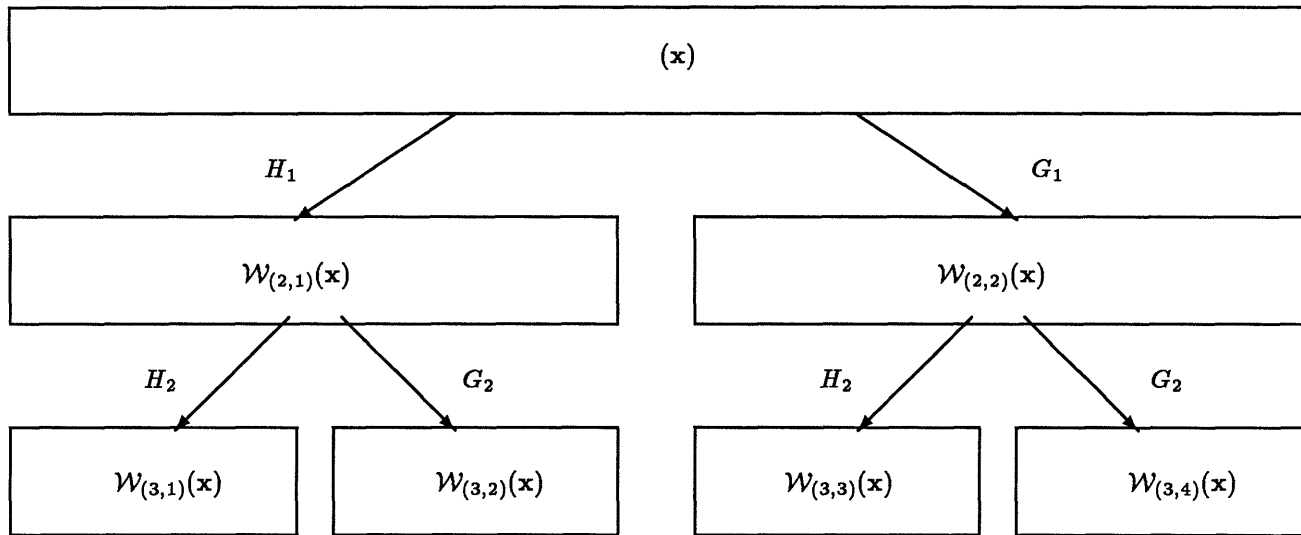 (x)
H₁ G₁
𝒲₍₂,₁₎(x) 𝒲₍₂,₂₎(x)
H₂ G₂ H₂ G₂
𝒲₍₃,₁₎(x) 𝒲₍₃,₂₎(x) 𝒲₍₃,₃₎(x) 𝒲₍₃,₄₎(x)